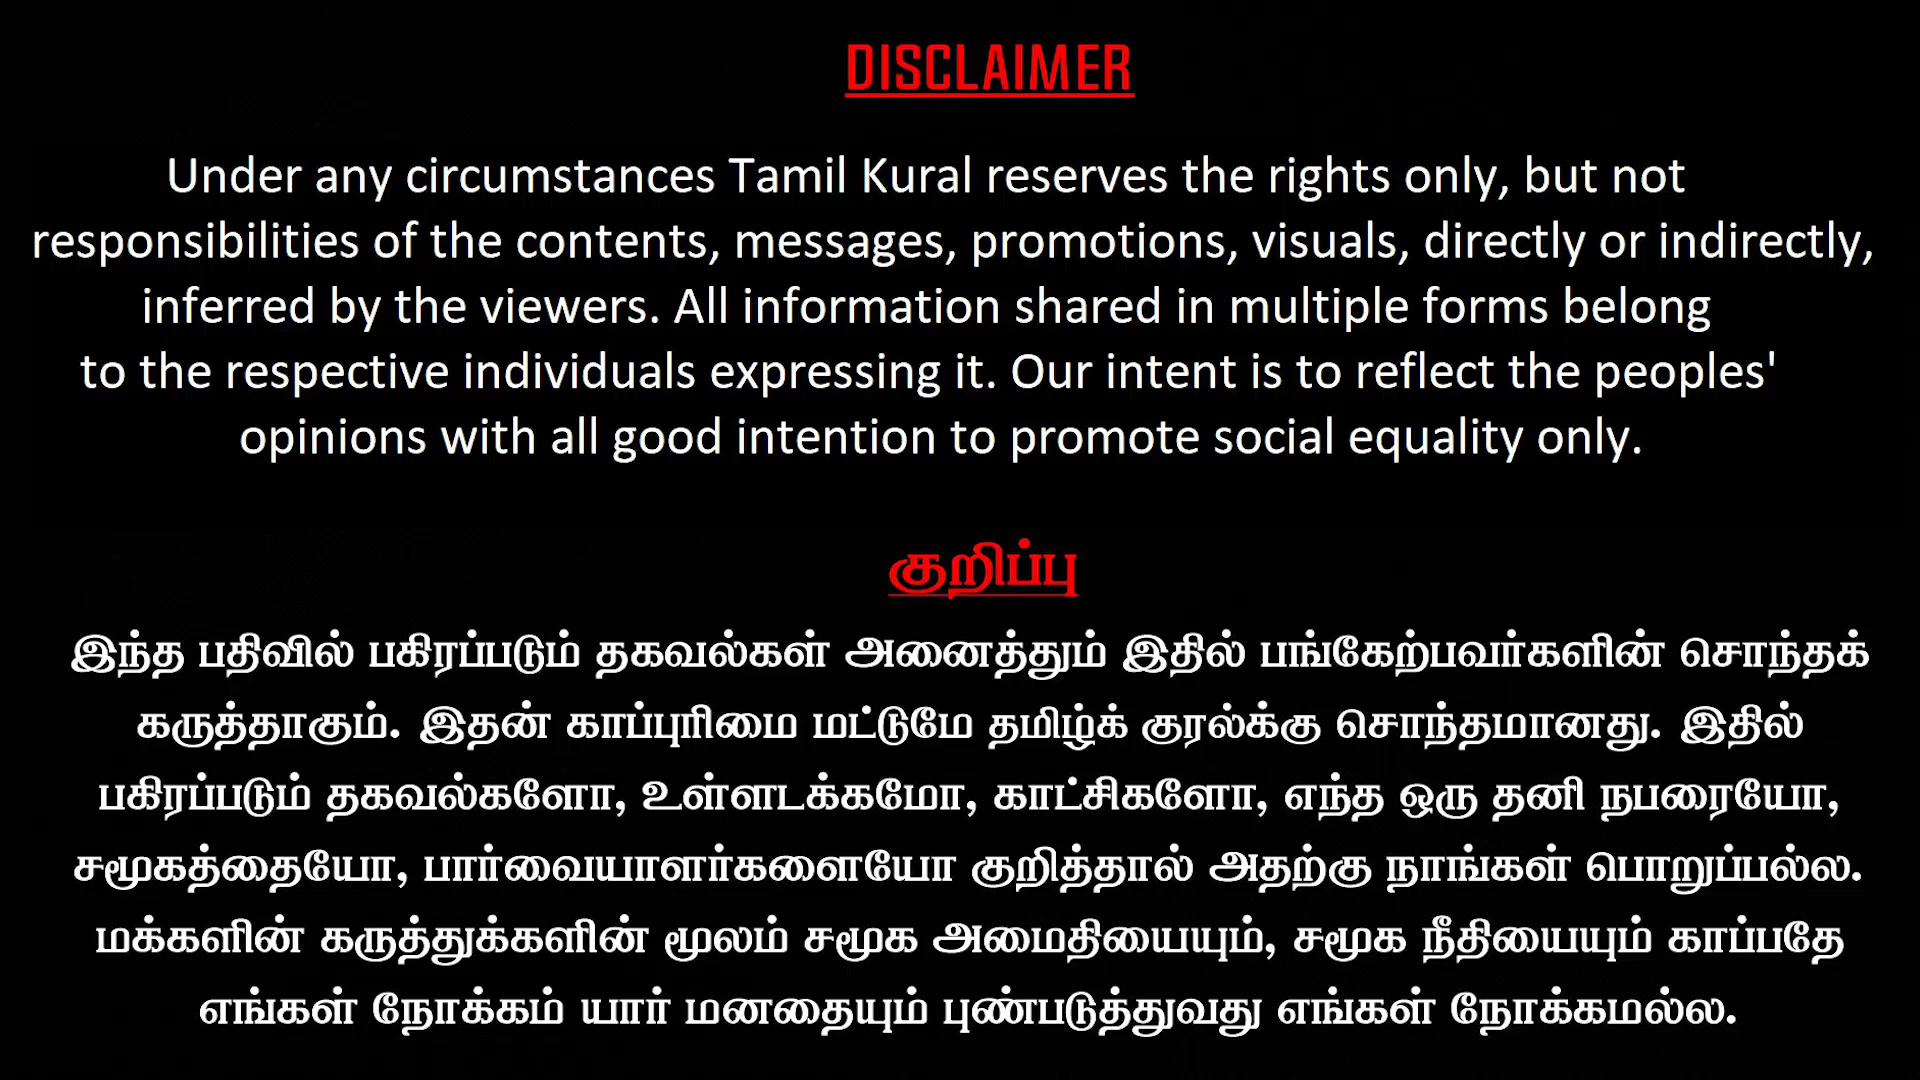 DISCLAIMER
Under any circumstances Tamil Kural reserves the rights only, but not
responsibilities of the contents, messages, promotions, visuals, directly or indirectly,
inferred by the viewers. All information shared in multiple forms belong
to the respective individuals expressing it. Our intent is to reflect the peoples'
opinions with all good intention to promote social equality only.
குறிப்பு
இந்த பதிவில் பகிரப்படும் தகவல்கள் அனைத்தும் இதில் பங்கேற்பவர்களின் சொந்தக்
கருத்தாகும். இதன் காப்புரிமை மட்டுமே தமிழ்க் குரல்க்கு சொந்தமானது. இதில்
பகிரப்படும் தகவல்களோ, உள்ளடக்கமோ, காட்சிகளோ, எந்த ஒரு தனி நபரையோ,
சமூகத்தையோ, பார்வையாளர்களையோ குறித்தால் அதற்கு நாங்கள் பொறுப்பல்ல.
மக்களின் கருத்துக்களின் மூலம் சமூக அமைதியையும், சமூக நீதியையும் காப்பதே
எங்கள் நோக்கம் யார் மனதையும் புண்படுத்துவது எங்கள் நோக்கமல்ல.